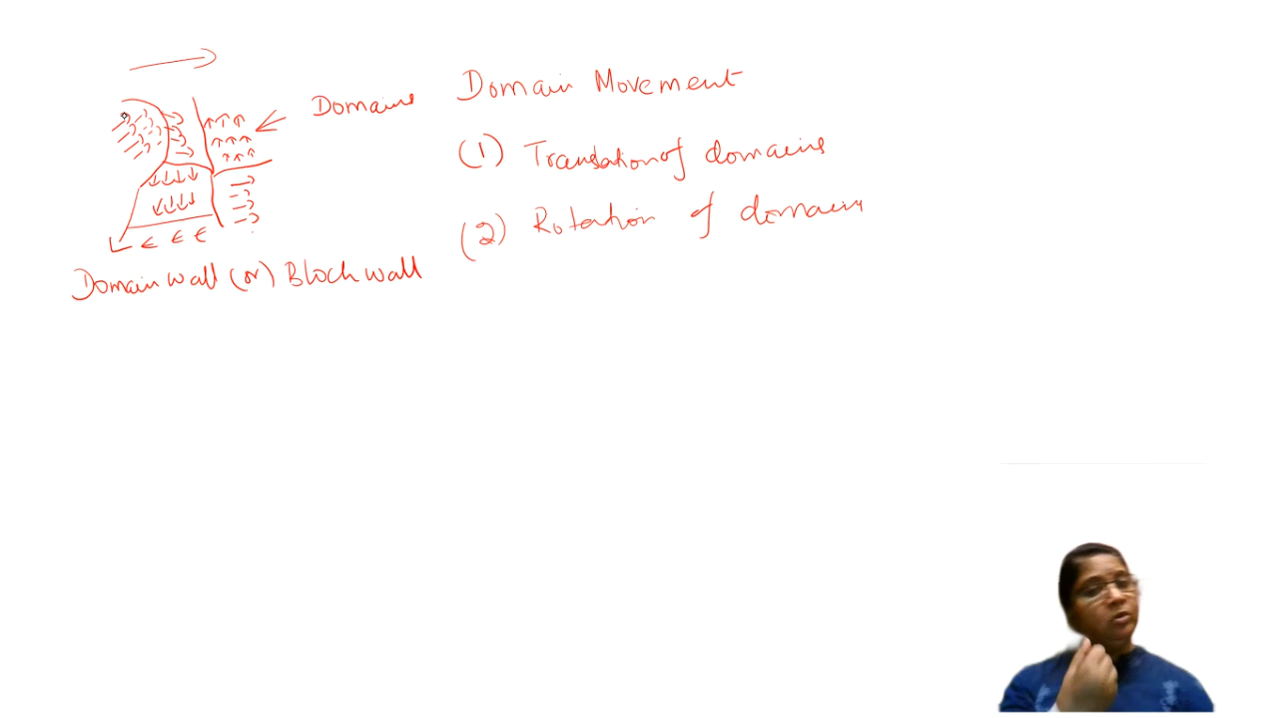 Domains
Domain Movement
(1) Translation of domains
(2) Rotation of domains
Domain wall (or) Bloch wall